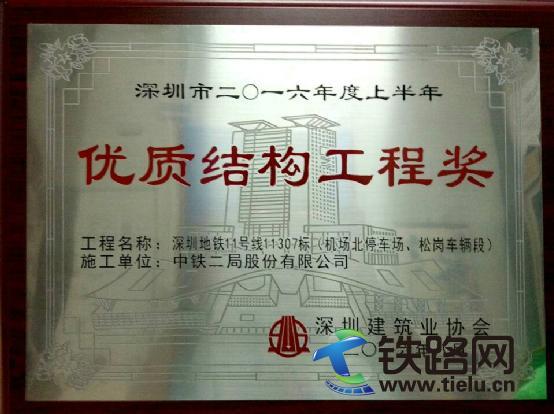 深圳市二〇一六年度上半年
优质结构工程奖
工程名称：深圳地铁11号线11307标（机场北停车场、松岗车辆段）
施工单位：中铁二局股份有限公司
深圳建筑业协会
二〇
铁路网
www.tielu.cn